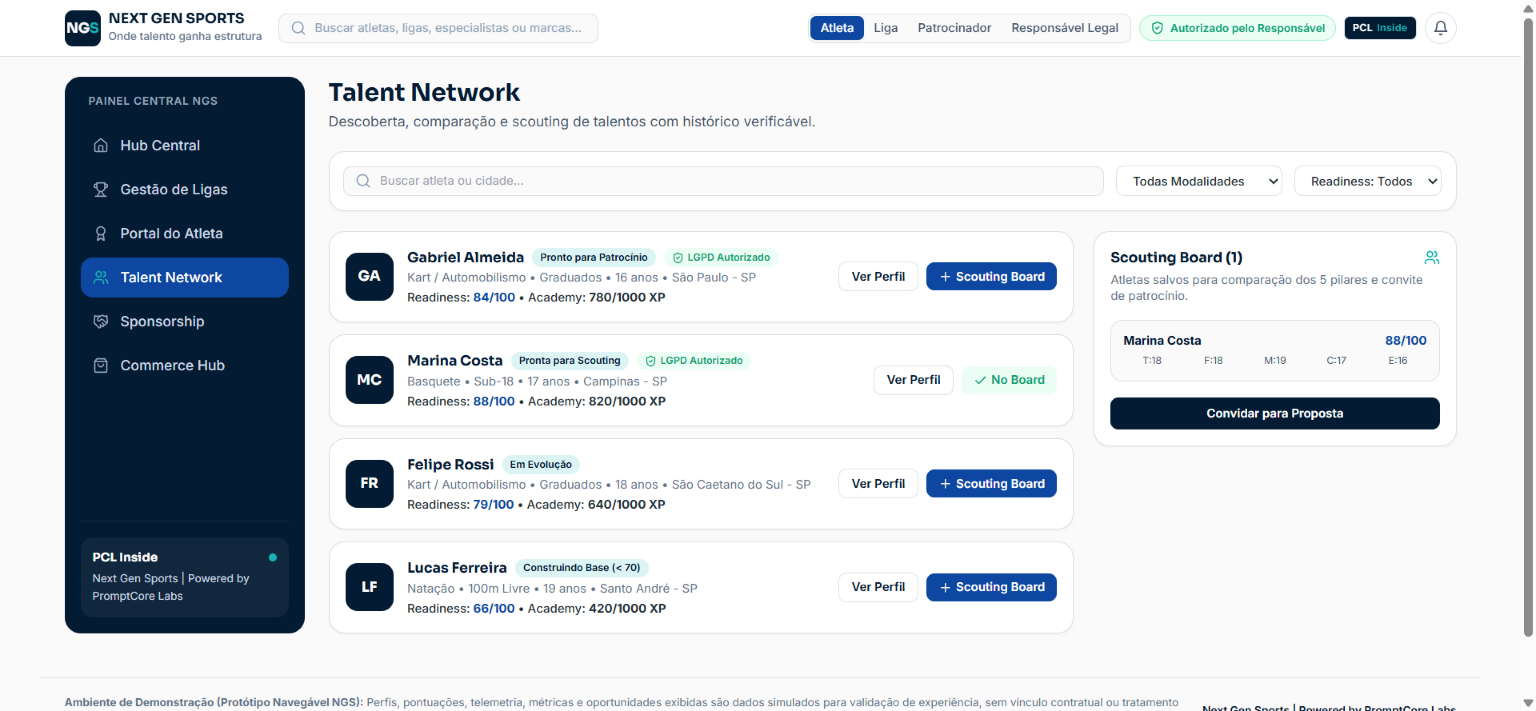 NGS
NEXT GEN SPORTS
Onde talento ganha estrutura
Buscar atletas, ligas, especialistas ou marcas...
Atleta
Liga
Patrocinador
Responsável Legal
Autorizado pelo Responsável
PCL Inside
PAINEL CENTRAL NGS
Hub Central
Gestão de Ligas
Portal do Atleta
Talent Network
Sponsorship
Commerce Hub
PCL Inside
Next Gen Sports | Powered by
PromptCore Labs
Talent Network
Descoberta, comparação e scouting de talentos com histórico verificável.
Buscar atleta ou cidade...
Todas Modalidades
Readiness: Todos
GA
Gabriel Almeida Pronto para Patrocínio LGPD Autorizado
Kart / Automobilismo • Graduados • 16 anos • São Paulo - SP
Readiness: 84/100 • Academy: 780/1000 XP
Ver Perfil
+ Scouting Board
MC
Marina Costa Pronta para Scouting LGPD Autorizado
Basquete • Sub-18 • 17 anos • Campinas - SP
Readiness: 88/100 • Academy: 820/1000 XP
Ver Perfil
✓ No Board
FR
Felipe Rossi Em Evolução
Kart / Automobilismo • Graduados • 18 anos • São Caetano do Sul - SP
Readiness: 79/100 • Academy: 640/1000 XP
Ver Perfil
+ Scouting Board
LF
Lucas Ferreira Construindo Base (< 70)
Natação • 100m Livre • 19 anos • Santo André - SP
Readiness: 66/100 • Academy: 420/1000 XP
Ver Perfil
+ Scouting Board
Scouting Board (1)
Atletas salvos para comparação dos 5 pilares e convite
de patrocínio.
Marina Costa 88/100
T:18 F:18 M:19 C:17 E:16
Convidar para Proposta
Ambiente de Demonstração (Protótipo Navegável NGS): Perfis, pontuações, telemetria, métricas e oportunidades exibidas são dados simulados para validação de experiência, sem vínculo contratual ou tratamento
Next Gen Sports | Powered by PromptCore Labs